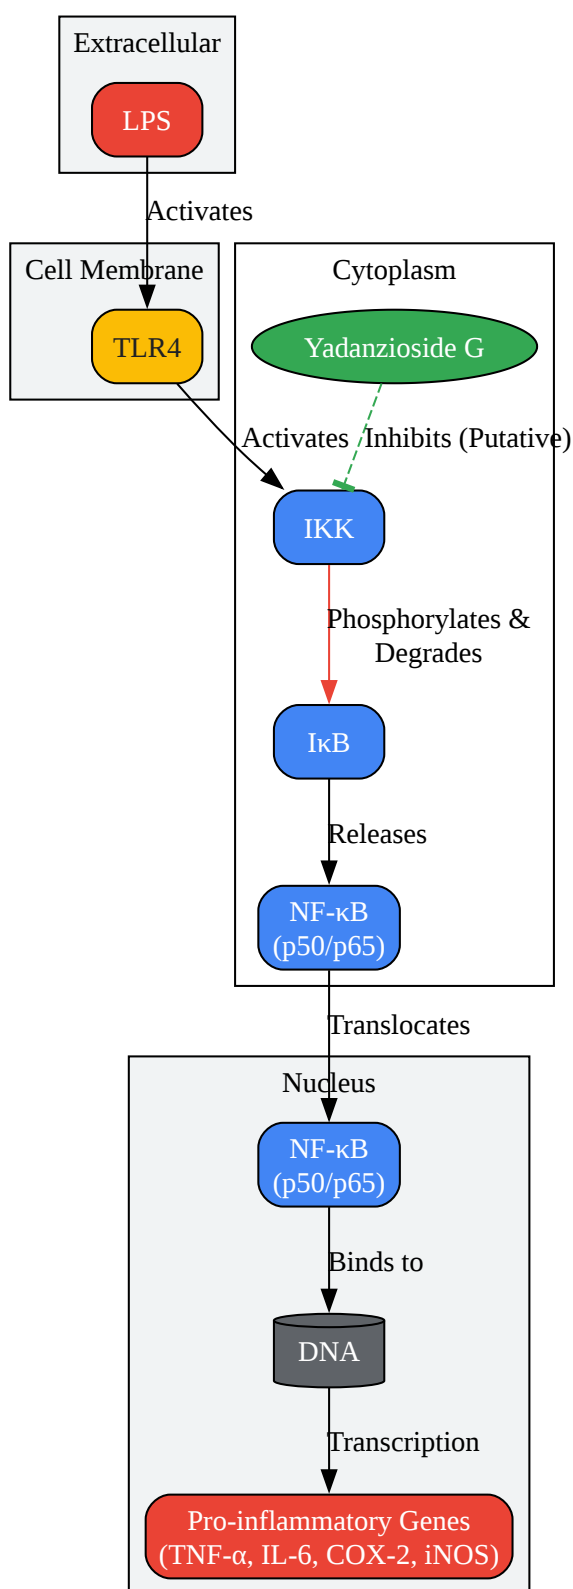 Extracellular
LPS
Activates
Cell Membrane
TLR4
Cytoplasm
Yadanzioside G
Activates
Inhibits (Putative)
IKK
Phosphorylates &
Degrades
IκB
Releases
NF-κB
(p50/p65)
Translocates
Nucleus
NF-κB
(p50/p65)
Binds to
DNA
Transcription
Pro-inflammatory Genes
(TNF-α, IL-6, COX-2, iNOS)